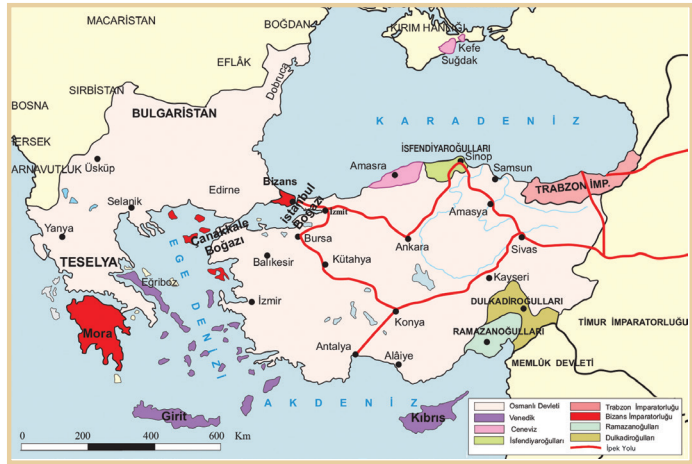 MACARİSTAN
BOĞDAN
KIRIM HANLIĞI
Kefe
Suğdak
EFLÂK
Dobruca
SIRBİSTAN
BOSNA
BULGARİSTAN
ERSEK
KARADENİZ
ARNAVUTLUK
Üsküp
İSFENDİYAROĞULLARI
Sinop
Amasra
Samsun
TRABZON İMP.
Edirne
Bizans
İstanbul
Boğazı
İzmit
Selanik
Amasya
Yanya
Çanakkale
Boğazı
Bursa
Ankara
Sivas
TESELYA
EGE DENİZİ
Balıkesir
Kütahya
Eğriboz
Kayseri
İzmir
DULKADİROĞULLARI
Konya
TİMUR İMPARATORLUĞU
Mora
RAMAZANOĞULLARI
Antalya
Alâiye
MEMLÜK DEVLETİ
AKDENİZ
Girit
Kıbrıs
Osmanlı Devleti
Venedik
Ceneviz
İsfendiyaroğulları
Trabzon İmparatorluğu
Bizans İmparatorluğu
Ramazanoğulları
Dulkadiroğulları
İpek Yolu
0 200 400 600 Km